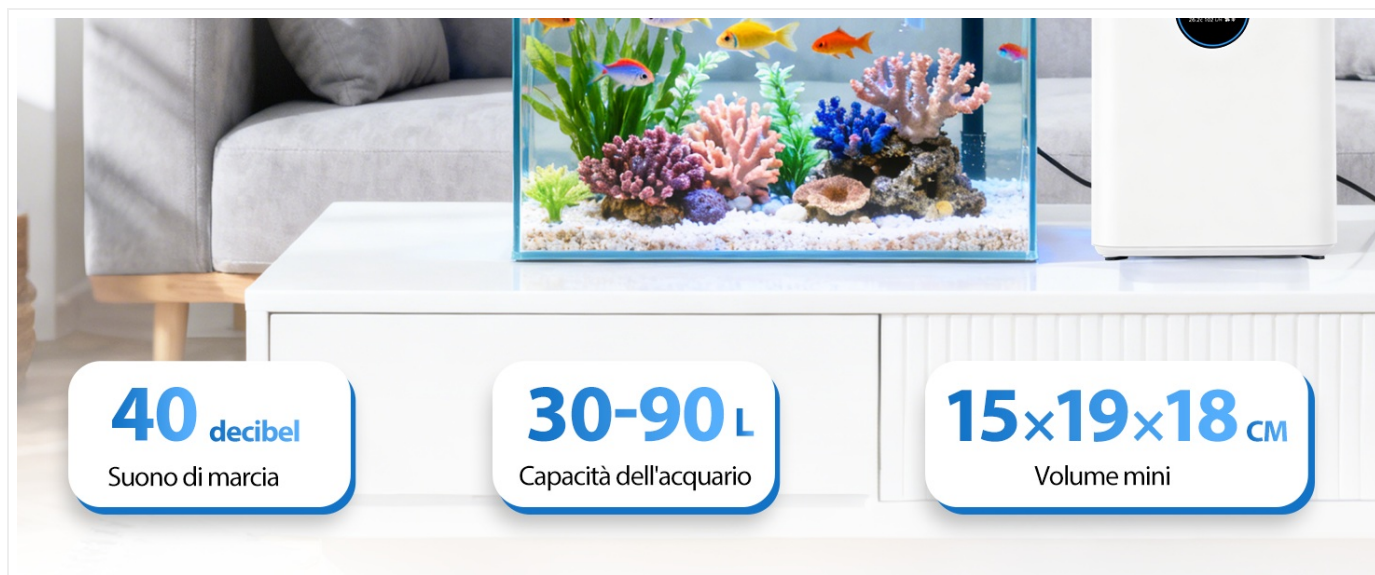 40 decibel
Suono di marcia
30-90 L
Capacità dell'acquario
15×19×18 CM
Volume mini